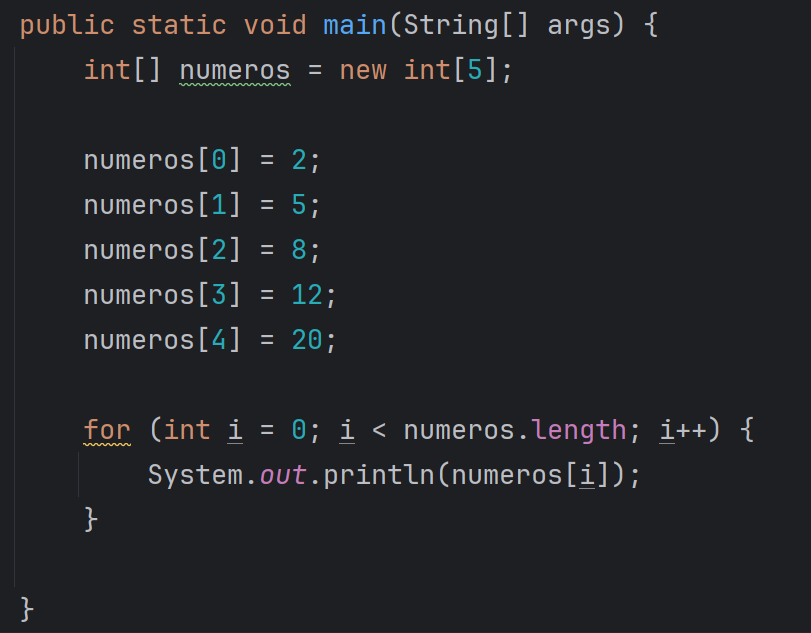 public static void main(String[] args) {
    int[] numeros = new int[5];

    numeros[0] = 2;
    numeros[1] = 5;
    numeros[2] = 8;
    numeros[3] = 12;
    numeros[4] = 20;

    for (int i = 0; i < numeros.length; i++) {
        System.out.println(numeros[i]);
    }

}